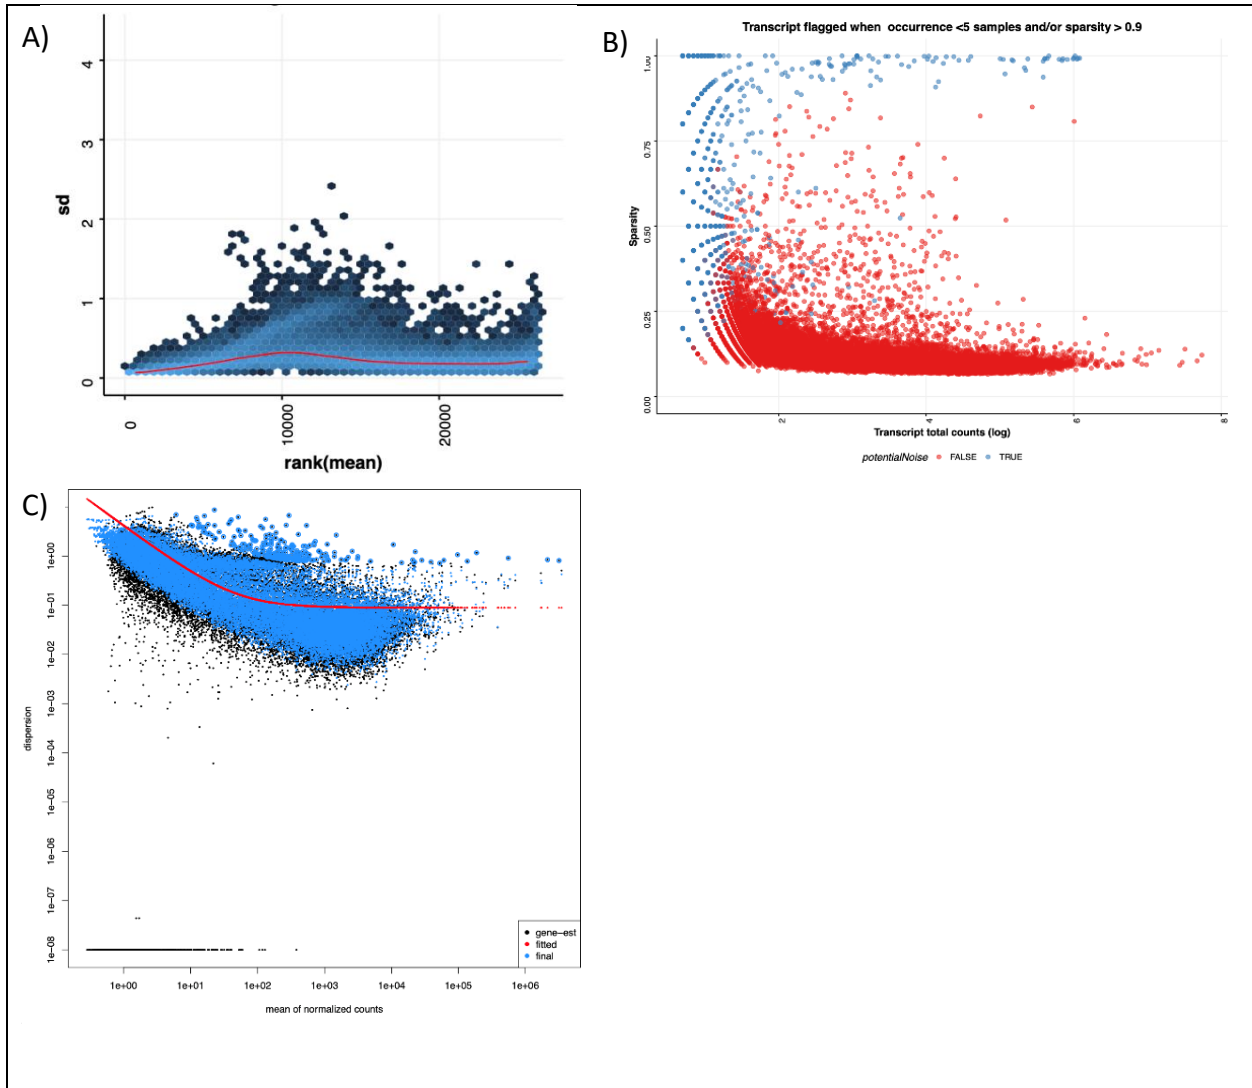 A)
4
3
2
1
0
sd
0
10000
20000
rank(mean)
B)
Transcript flagged when occurrence <5 samples and/or sparsity > 0.9
1.00
0.75
0.50
0.25
0.00
Sparsity
2
4
6
8
Transcript total counts (log)
potentialNoise FALSE TRUE
C)
1e+00
1e-01
1e-02
1e-03
1e-04
1e-05
1e-06
1e-07
1e-08
dispersion
gene-est
fitted
final
1e+00 1e+01 1e+02 1e+03 1e+04 1e+05 1e+06
mean of normalized counts